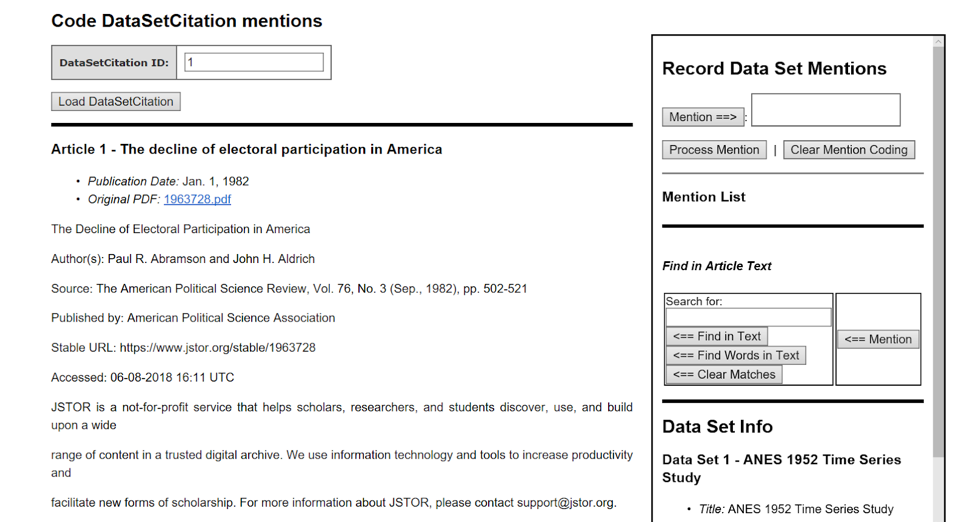 Code DataSetCitation mentions
DataSetCitation ID: 1
Load DataSetCitation
Article 1 - The decline of electoral participation in America
• Publication Date: Jan. 1, 1982
• Original PDF: 1963728.pdf
The Decline of Electoral Participation in America
Author(s): Paul R. Abramson and John H. Aldrich
Source: The American Political Science Review, Vol. 76, No. 3 (Sep., 1982), pp. 502-521
Published by: American Political Science Association
Stable URL: https://www.jstor.org/stable/1963728
Accessed: 06-08-2018 16:11 UTC
JSTOR is a not-for-profit service that helps scholars, researchers, and students discover, use, and build
upon a wide
range of content in a trusted digital archive. We use information technology and tools to increase productivity
and
facilitate new forms of scholarship. For more information about JSTOR, please contact support@jstor.org.
Record Data Set Mentions
Mention ==> :
Process Mention | Clear Mention Coding
Mention List
Find in Article Text
Search for:
<== Find in Text
<== Find Words in Text
<== Clear Matches
<== Mention
Data Set Info
Data Set 1 - ANES 1952 Time Series
Study
• Title: ANES 1952 Time Series Study